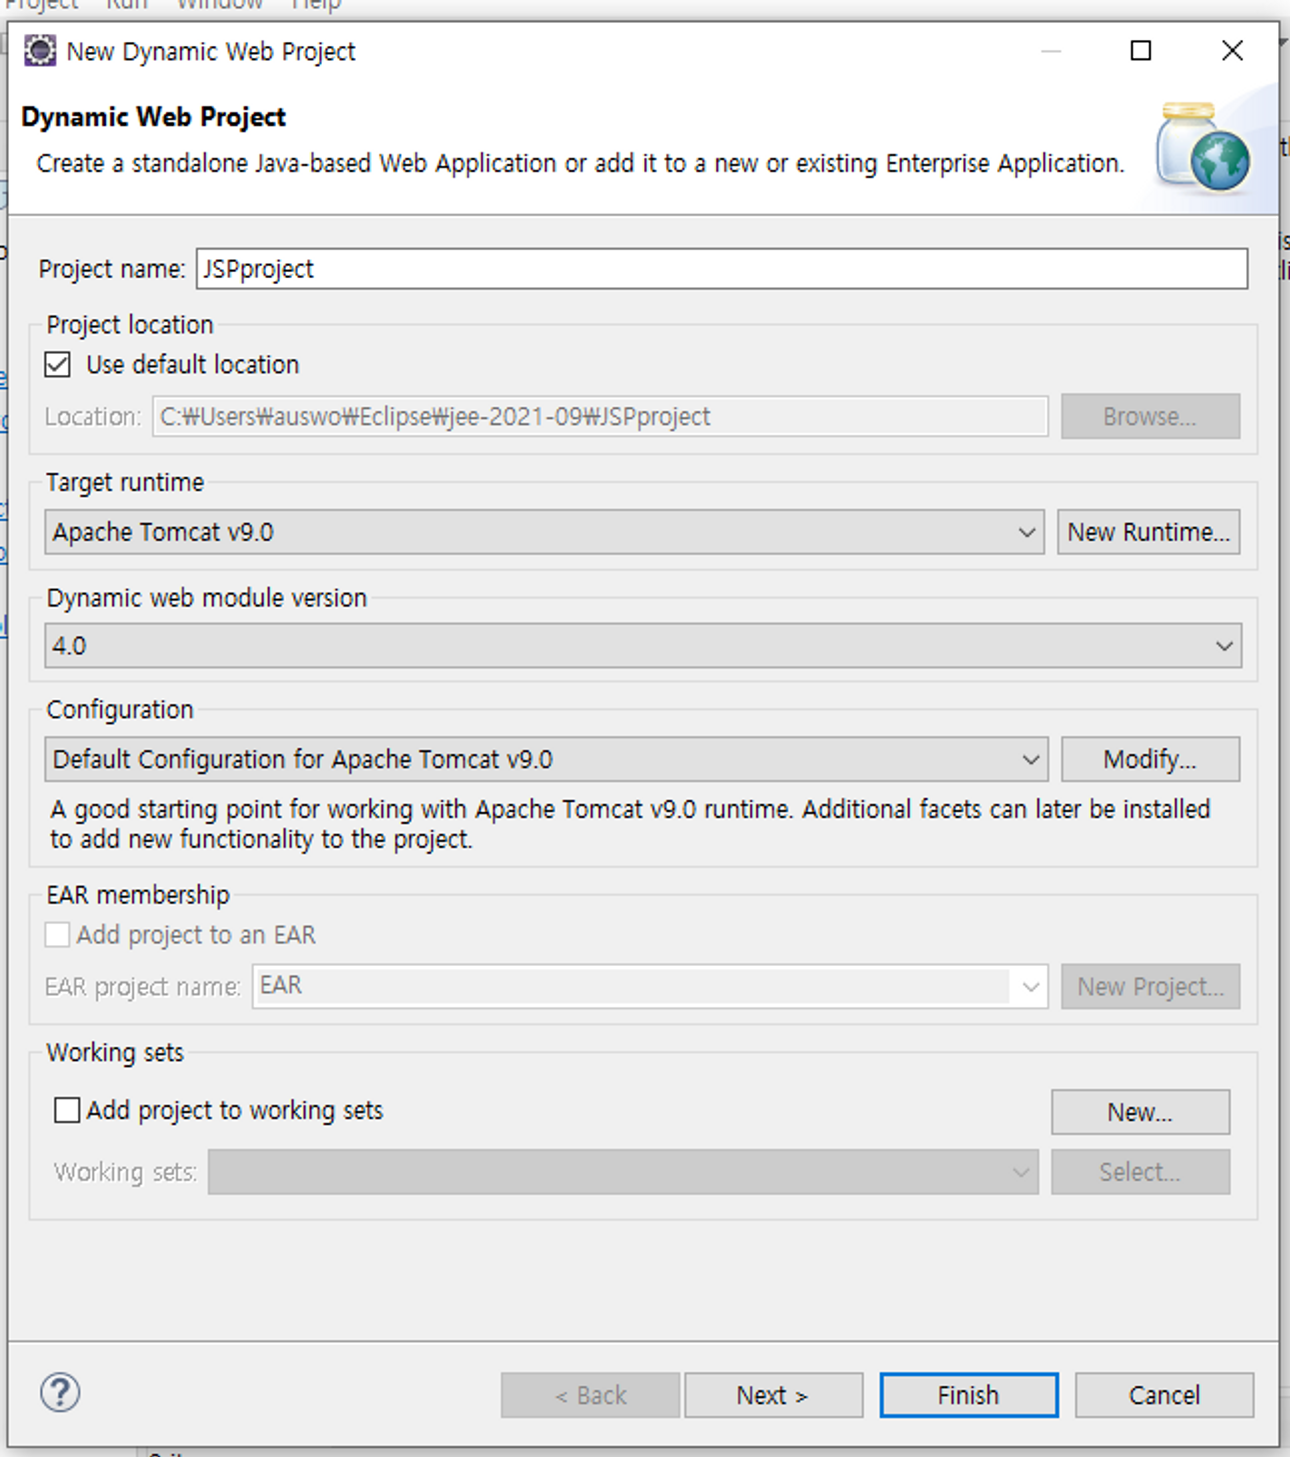 Project Run Window Help
New Dynamic Web Project
Dynamic Web Project
Create a standalone Java-based Web Application or add it to a new or existing Enterprise Application.
Project name: JSPproject
Project location
Use default location
Location: C:₩Users₩auswo₩Eclipse₩jee-2021-09₩JSPproject Browse...
Target runtime
Apache Tomcat v9.0 New Runtime...
Dynamic web module version
4.0
Configuration
Default Configuration for Apache Tomcat v9.0 Modify...
A good starting point for working with Apache Tomcat v9.0 runtime. Additional facets can later be installed
to add new functionality to the project.
EAR membership
Add project to an EAR
EAR project name: EAR New Project...
Working sets
Add project to working sets New...
Working sets: Select...
? < Back Next > Finish Cancel